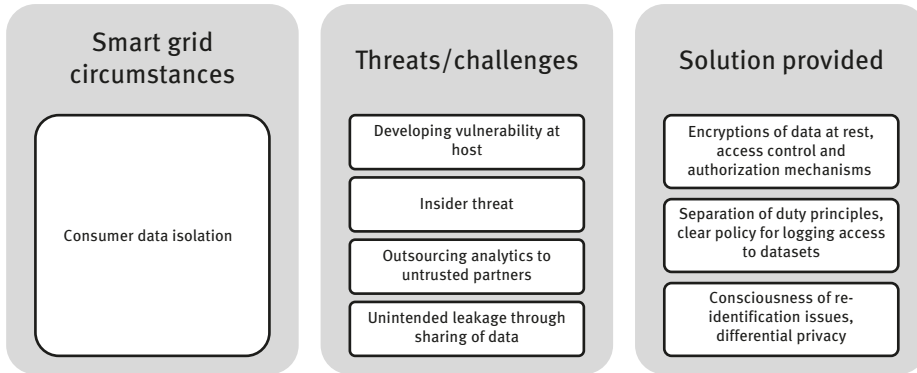 Smart grid
circumstances
Consumer data isolation
Threats/challenges
Developing vulnerability at
host
Insider threat
Outsourcing analytics to
untrusted partners
Unintended leakage through
sharing of data
Solution provided
Encryptions of data at rest,
access control and
authorization mechanisms
Separation of duty principles,
clear policy for logging access
to datasets
Consciousness of re-
identification issues,
differential privacy